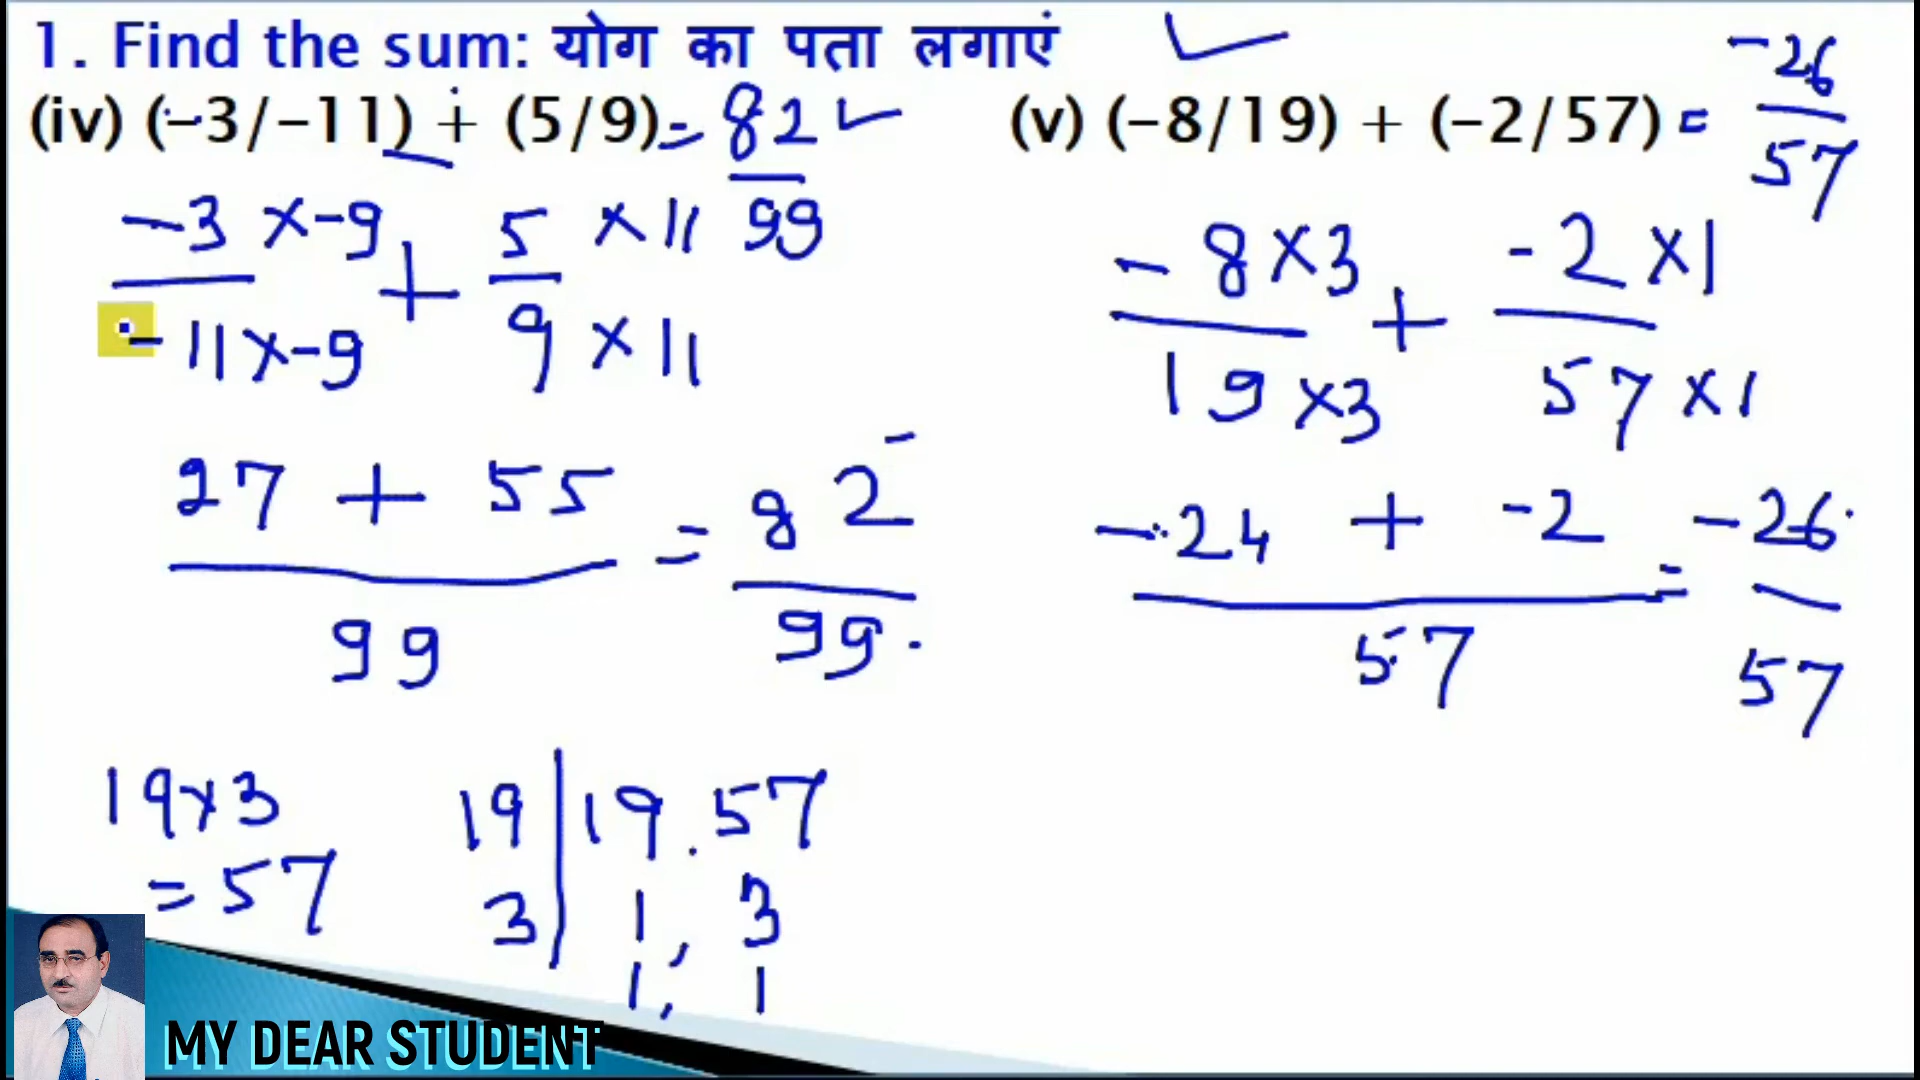 1. Find the sum: योग का पता लगाएं
(iv) (-3/-11) + (5/9) = 82/99
-3 x -9 / -11 x -9 + 5 x 11 / 9 x 11
27 + 55 / 99 = 82 / 99
19 x 3
= 57
19 | 19 . 57
3 | 1 , 3
1 , 1
(v) (-8/19) + (-2/57) = -26/57
-8 x 3 / 19 x 3 + -2 x 1 / 57 x 1
-24 + -2 / 57 = -26 / 57
MY DEAR STUDENT